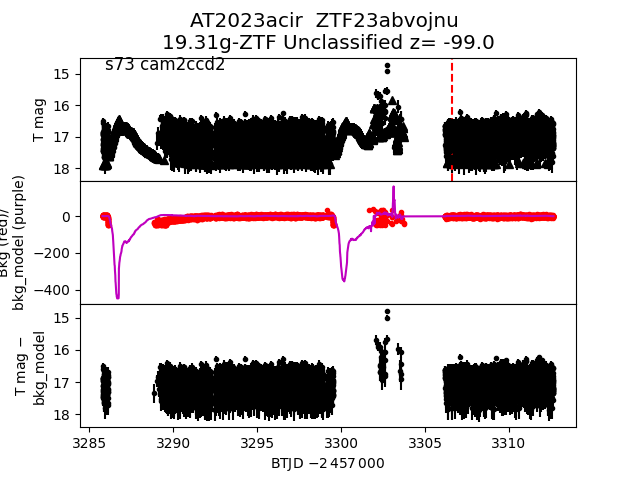 AT2023acir  ZTF23abvojnu
19.31g-ZTF Unclassified z= -99.0
s73 cam2ccd2
15
16
17
18
T mag
0
−200
−400
Bkg (red)/
bkg_model (purple)
15
16
17
18
T mag −
bkg_model
3285 3290 3295 3300 3305 3310
BTJD −2 457 000